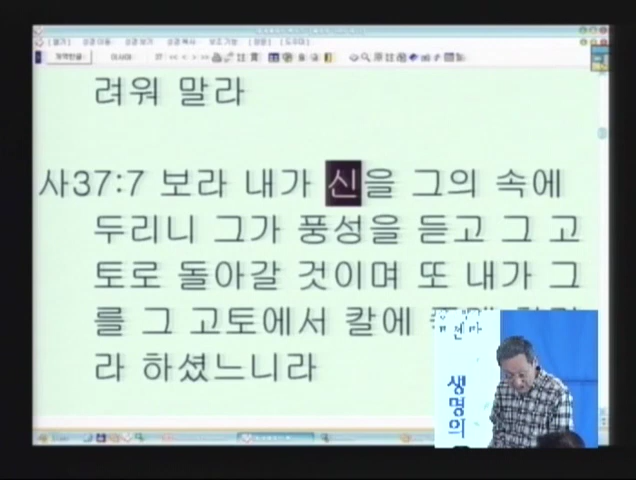 려워 말라
사37:7 보라 내가 신을 그의 속에
두리니 그가 풍성을 듣고 그 고
토로 돌아갈 것이며 또 내가 그
를 그 고토에서 칼에
라 하셨느니라
생명의